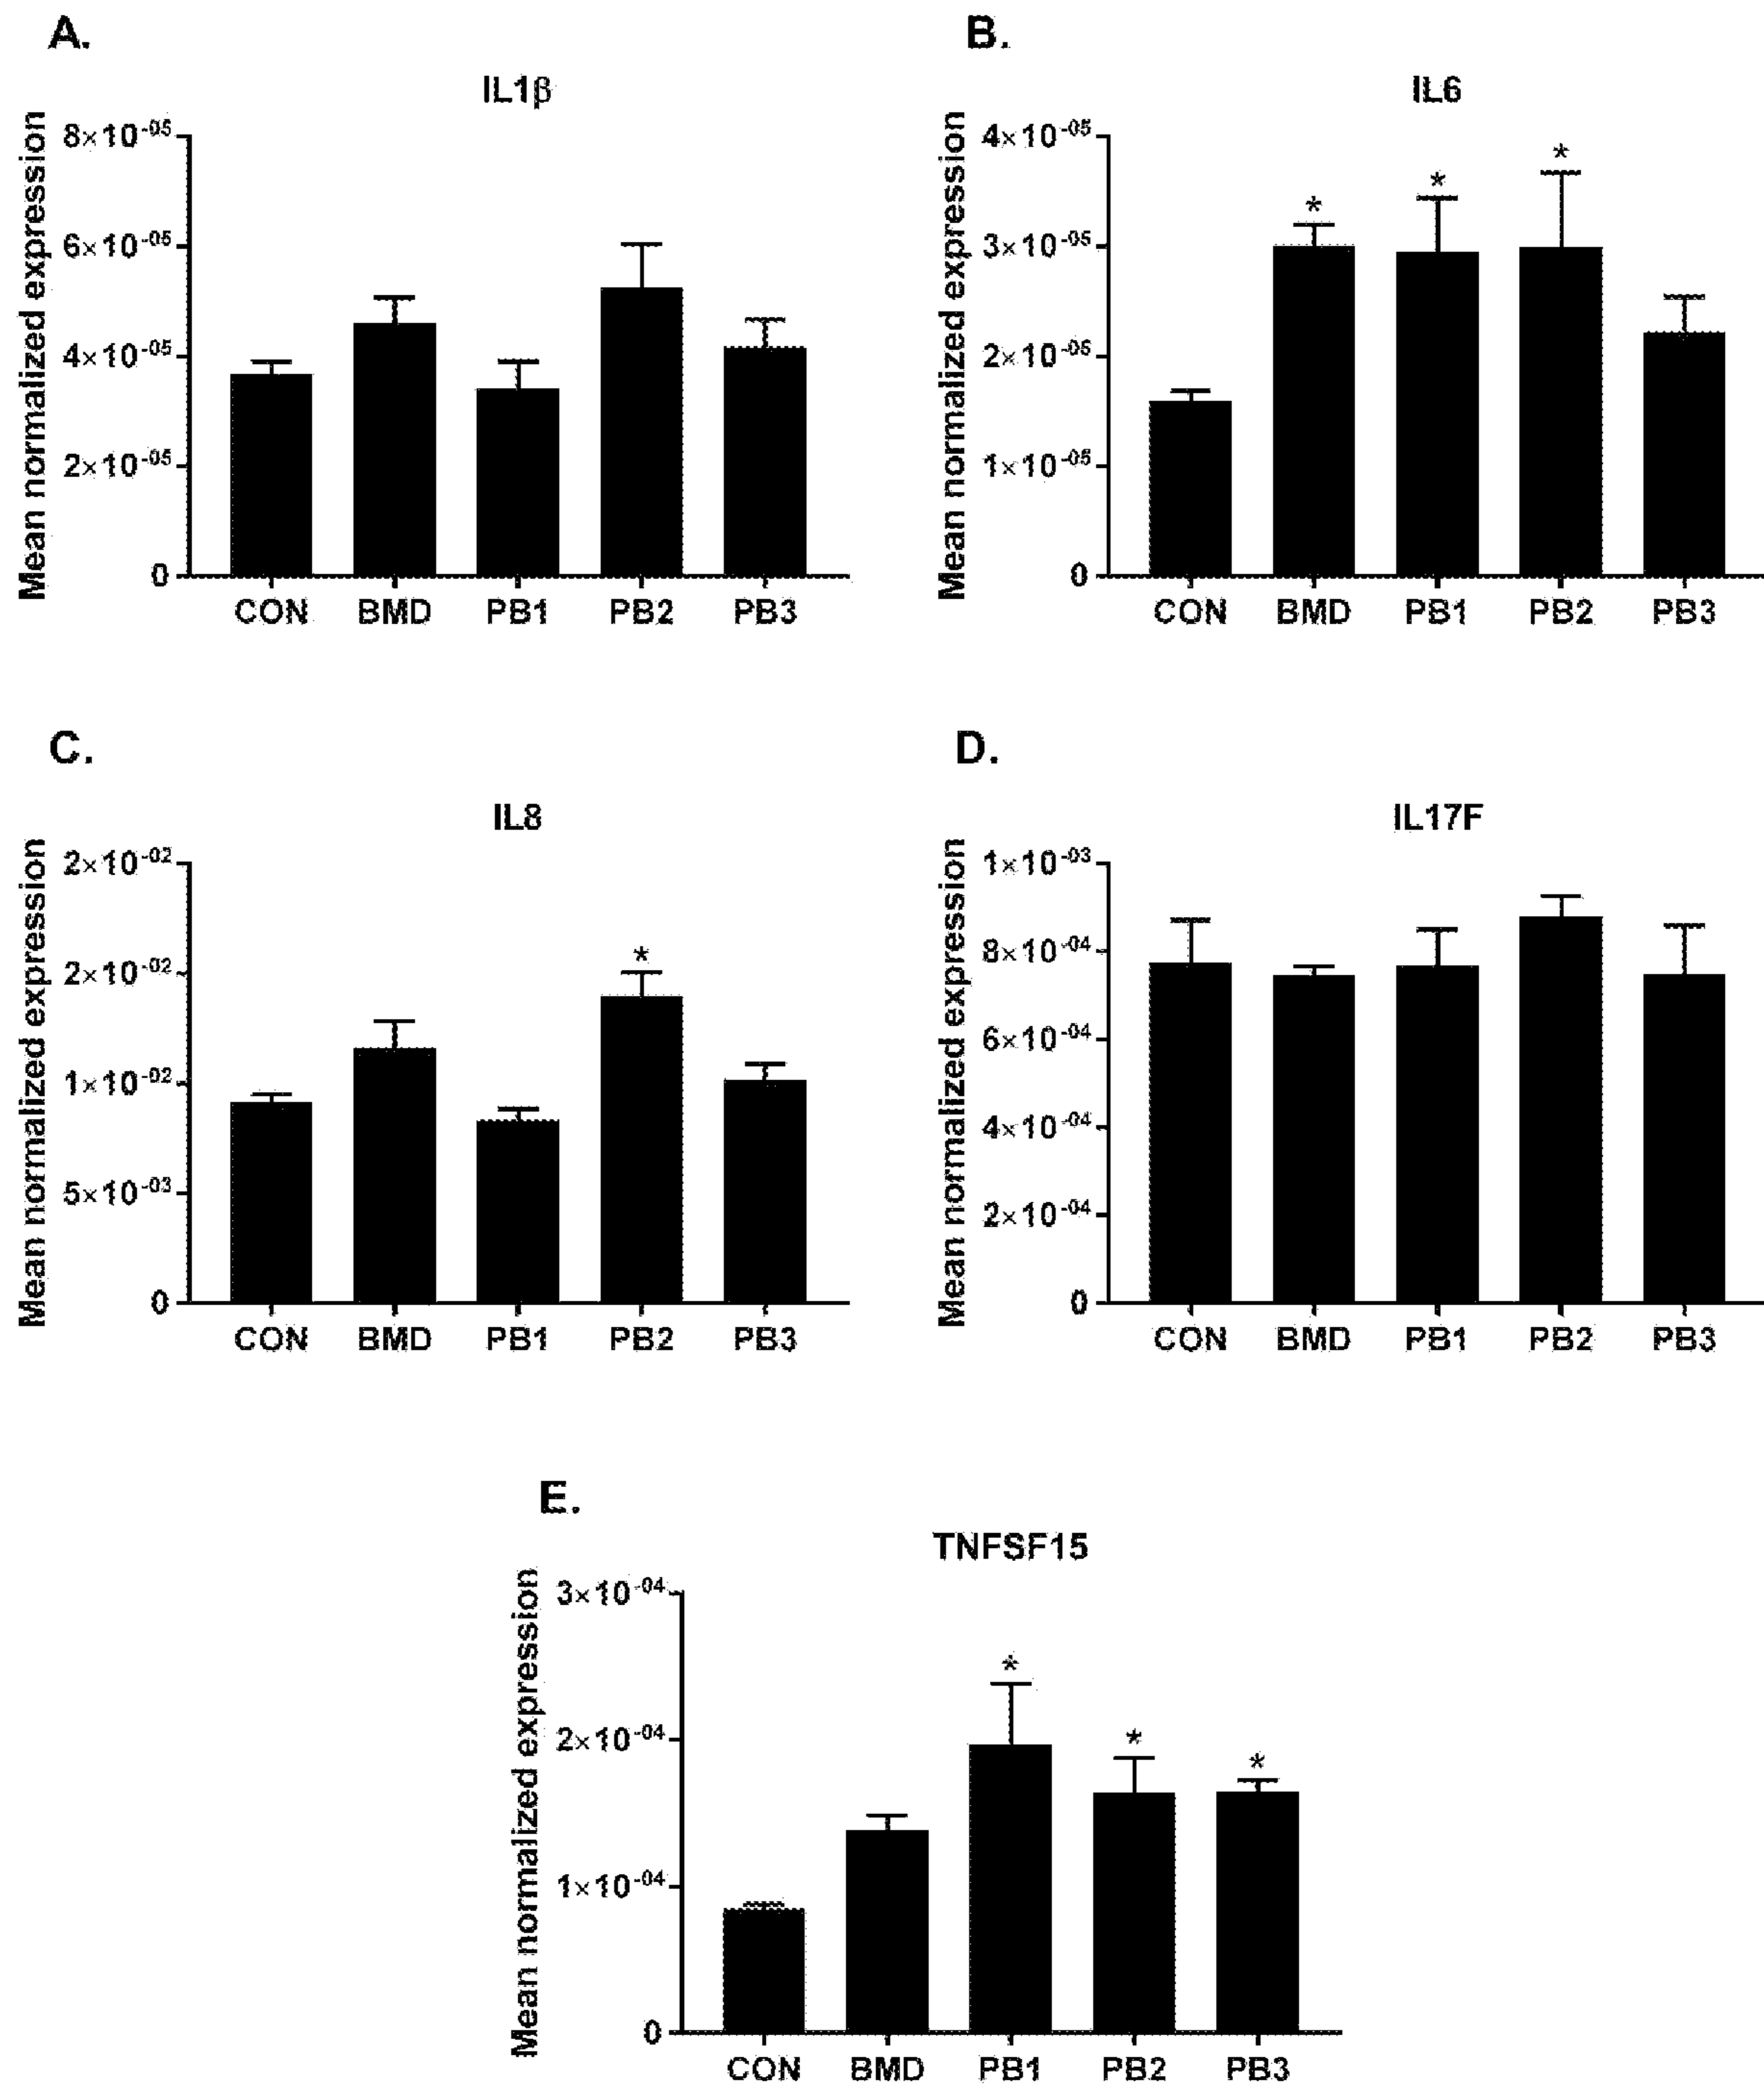 A.
IL1β
Mean normalized expression
8×10-05
6×10-05
4×10-05
2×10-05
0
CON BMD PB1 PB2 PB3
B.
IL6
Mean normalized expression
4×10-05
3×10-05
2×10-05
1×10-05
0
* * *
CON BMD PB1 PB2 PB3
C.
IL8
Mean normalized expression
2×10-02
2×10-02
1×10-02
5×10-03
0
*
CON BMD PB1 PB2 PB3
D.
IL17F
Mean normalized expression
1×10-03
8×10-04
6×10-04
4×10-04
2×10-04
0
CON BMD PB1 PB2 PB3
E.
TNFSF15
Mean normalized expression
3×10-04
2×10-04
1×10-04
0
* * *
CON BMD PB1 PB2 PB3